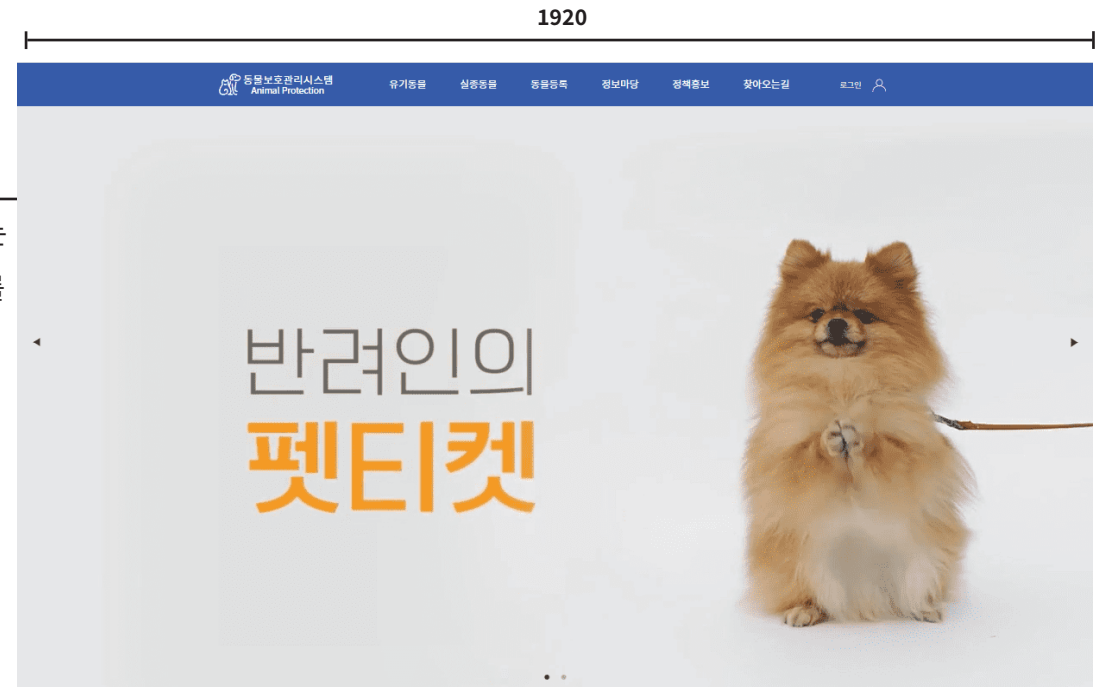 1920
동물보호관리시스템
Animal Protection
유기동물 실종동물 동물등록 정보마당 정책홍보 찾아오는길 로그인
반려인의
펫티켓